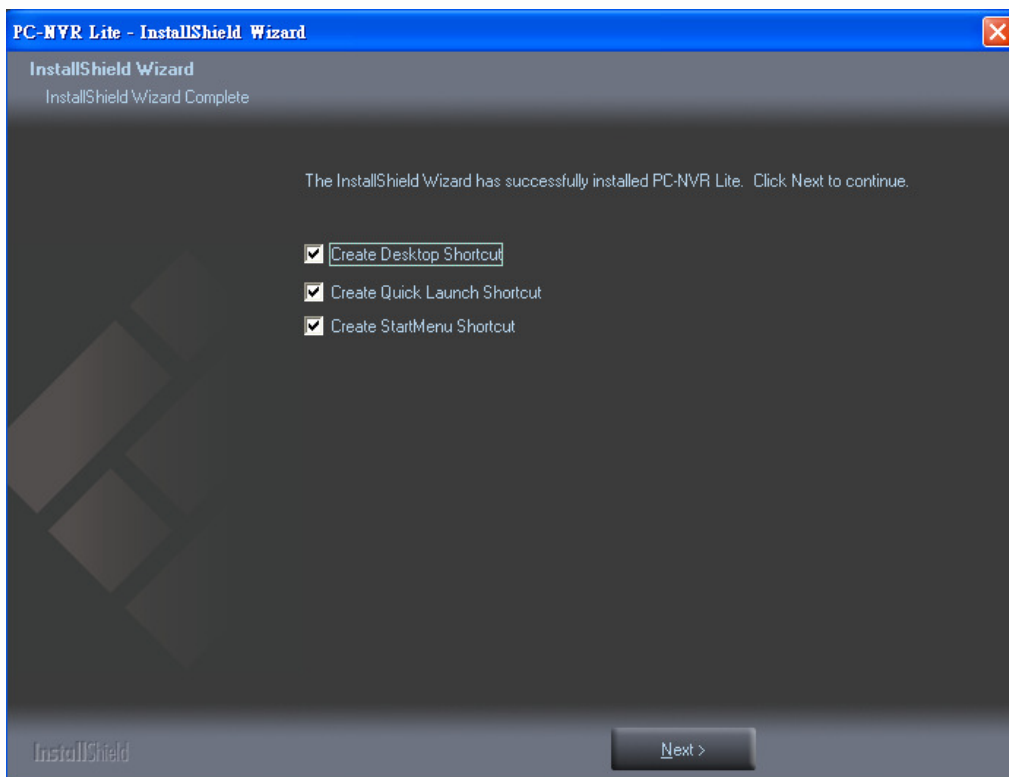 PC-NVR Lite - InstallShield Wizard
InstallShield Wizard
InstallShield Wizard Complete
The InstallShield Wizard has successfully installed PC-NVR Lite. Click Next to continue.
Create Desktop Shortcut
Create Quick Launch Shortcut
Create StartMenu Shortcut
InstallShield
Next >